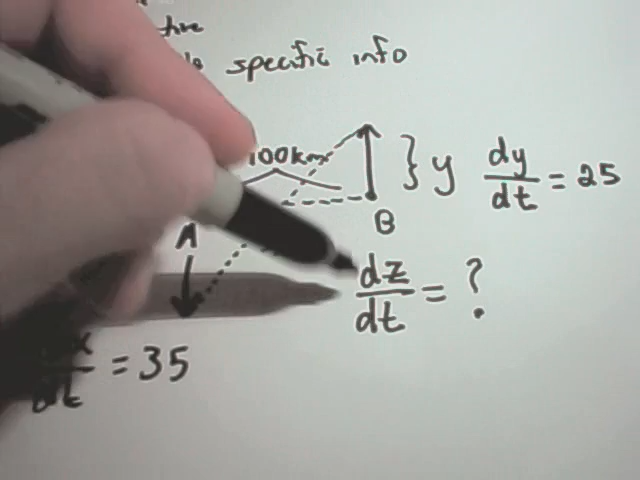 specific info
100km
} y dy/dt = 25
B
A
dz/dt = ?
= 35